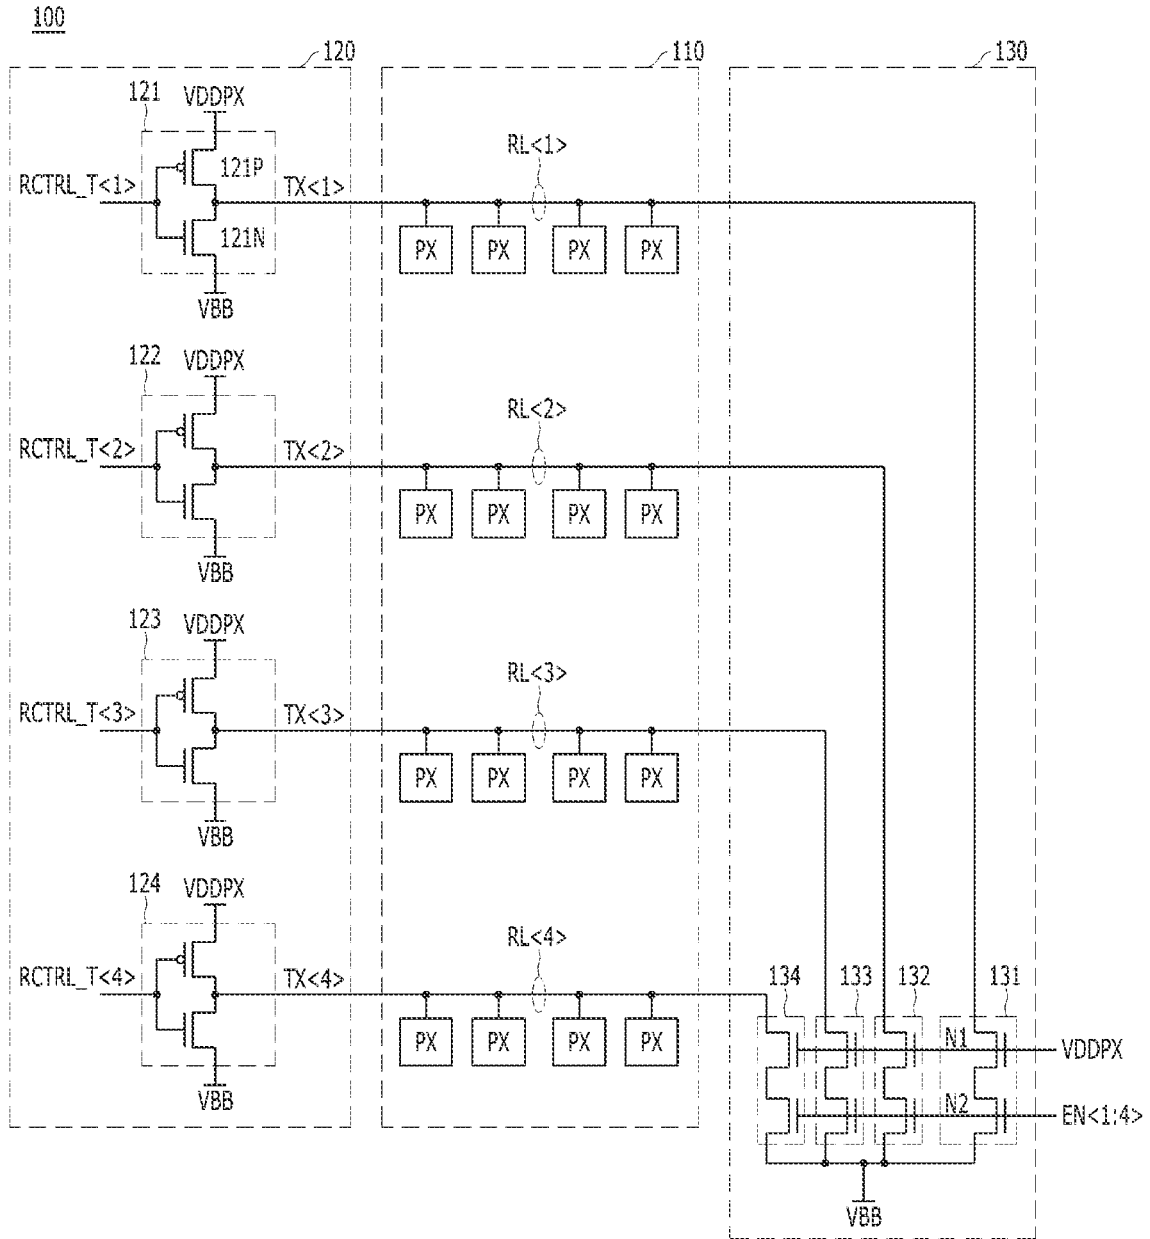 100
120
110
130
121
VDDPX
121P
RCTRL_T<1>
TX<1>
RL<1>
121N
PX PX PX PX
VBB
122
VDDPX
RCTRL_T<2>
TX<2>
RL<2>
PX PX PX PX
VBB
123
VDDPX
RCTRL_T<3>
TX<3>
RL<3>
PX PX PX PX
VBB
124
VDDPX
RCTRL_T<4>
TX<4>
RL<4>
PX PX PX PX
VBB
134 133 132 131
N1
VDDPX
N2
EN<1:4>
VBB